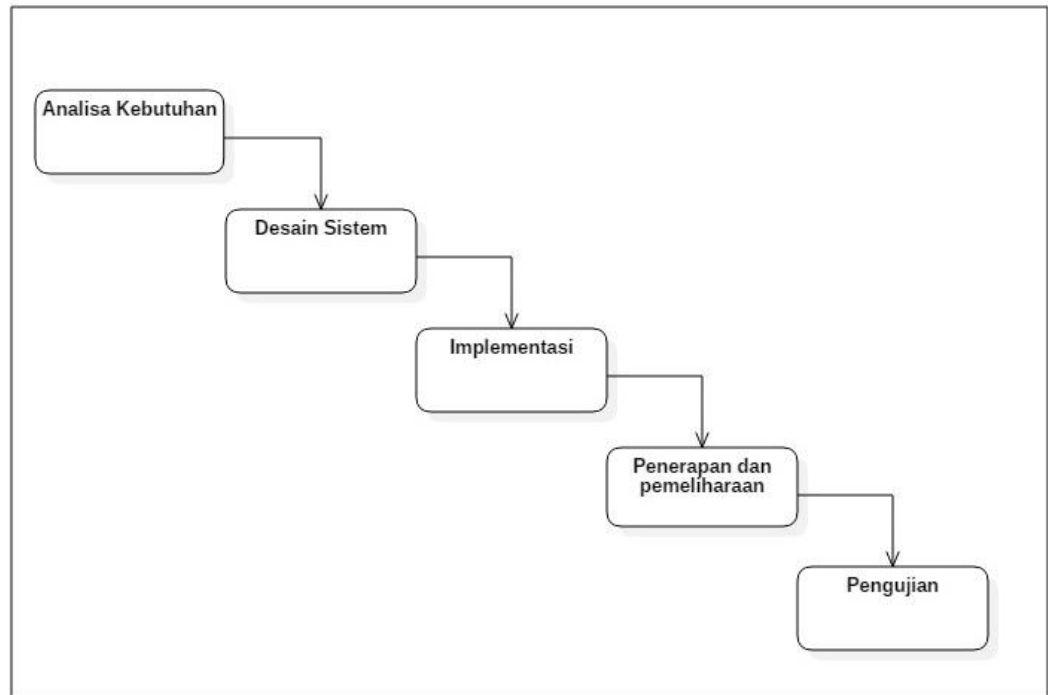 Analisa Kebutuhan
Desain Sistem
Implementasi
Penerapan dan
pemeliharaan
Pengujian